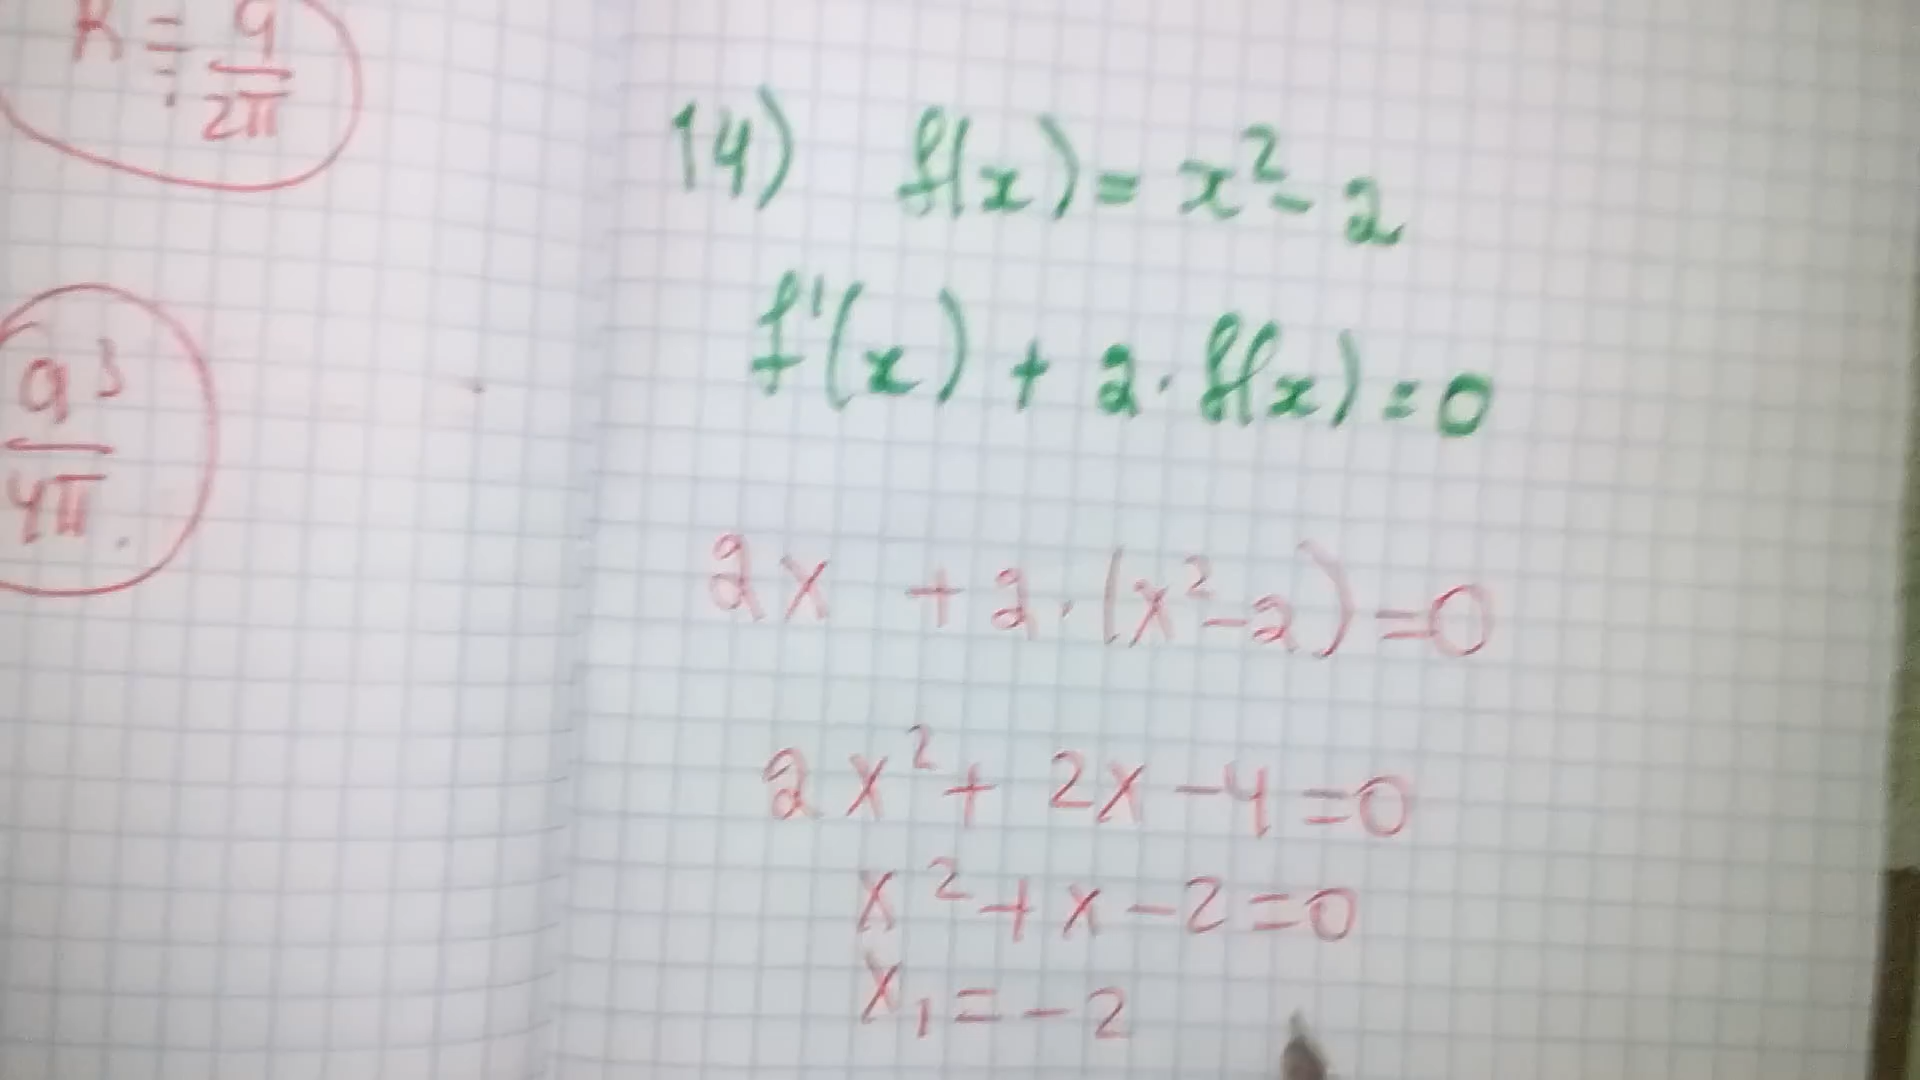 R = a/2π
a³/4π
14) f(x) = x² - 2
f'(x) + 2 · f(x) = 0
2x + 2 · (x² - 2) = 0
2x² + 2x - 4 = 0
x² + x - 2 = 0
x₁ = -2